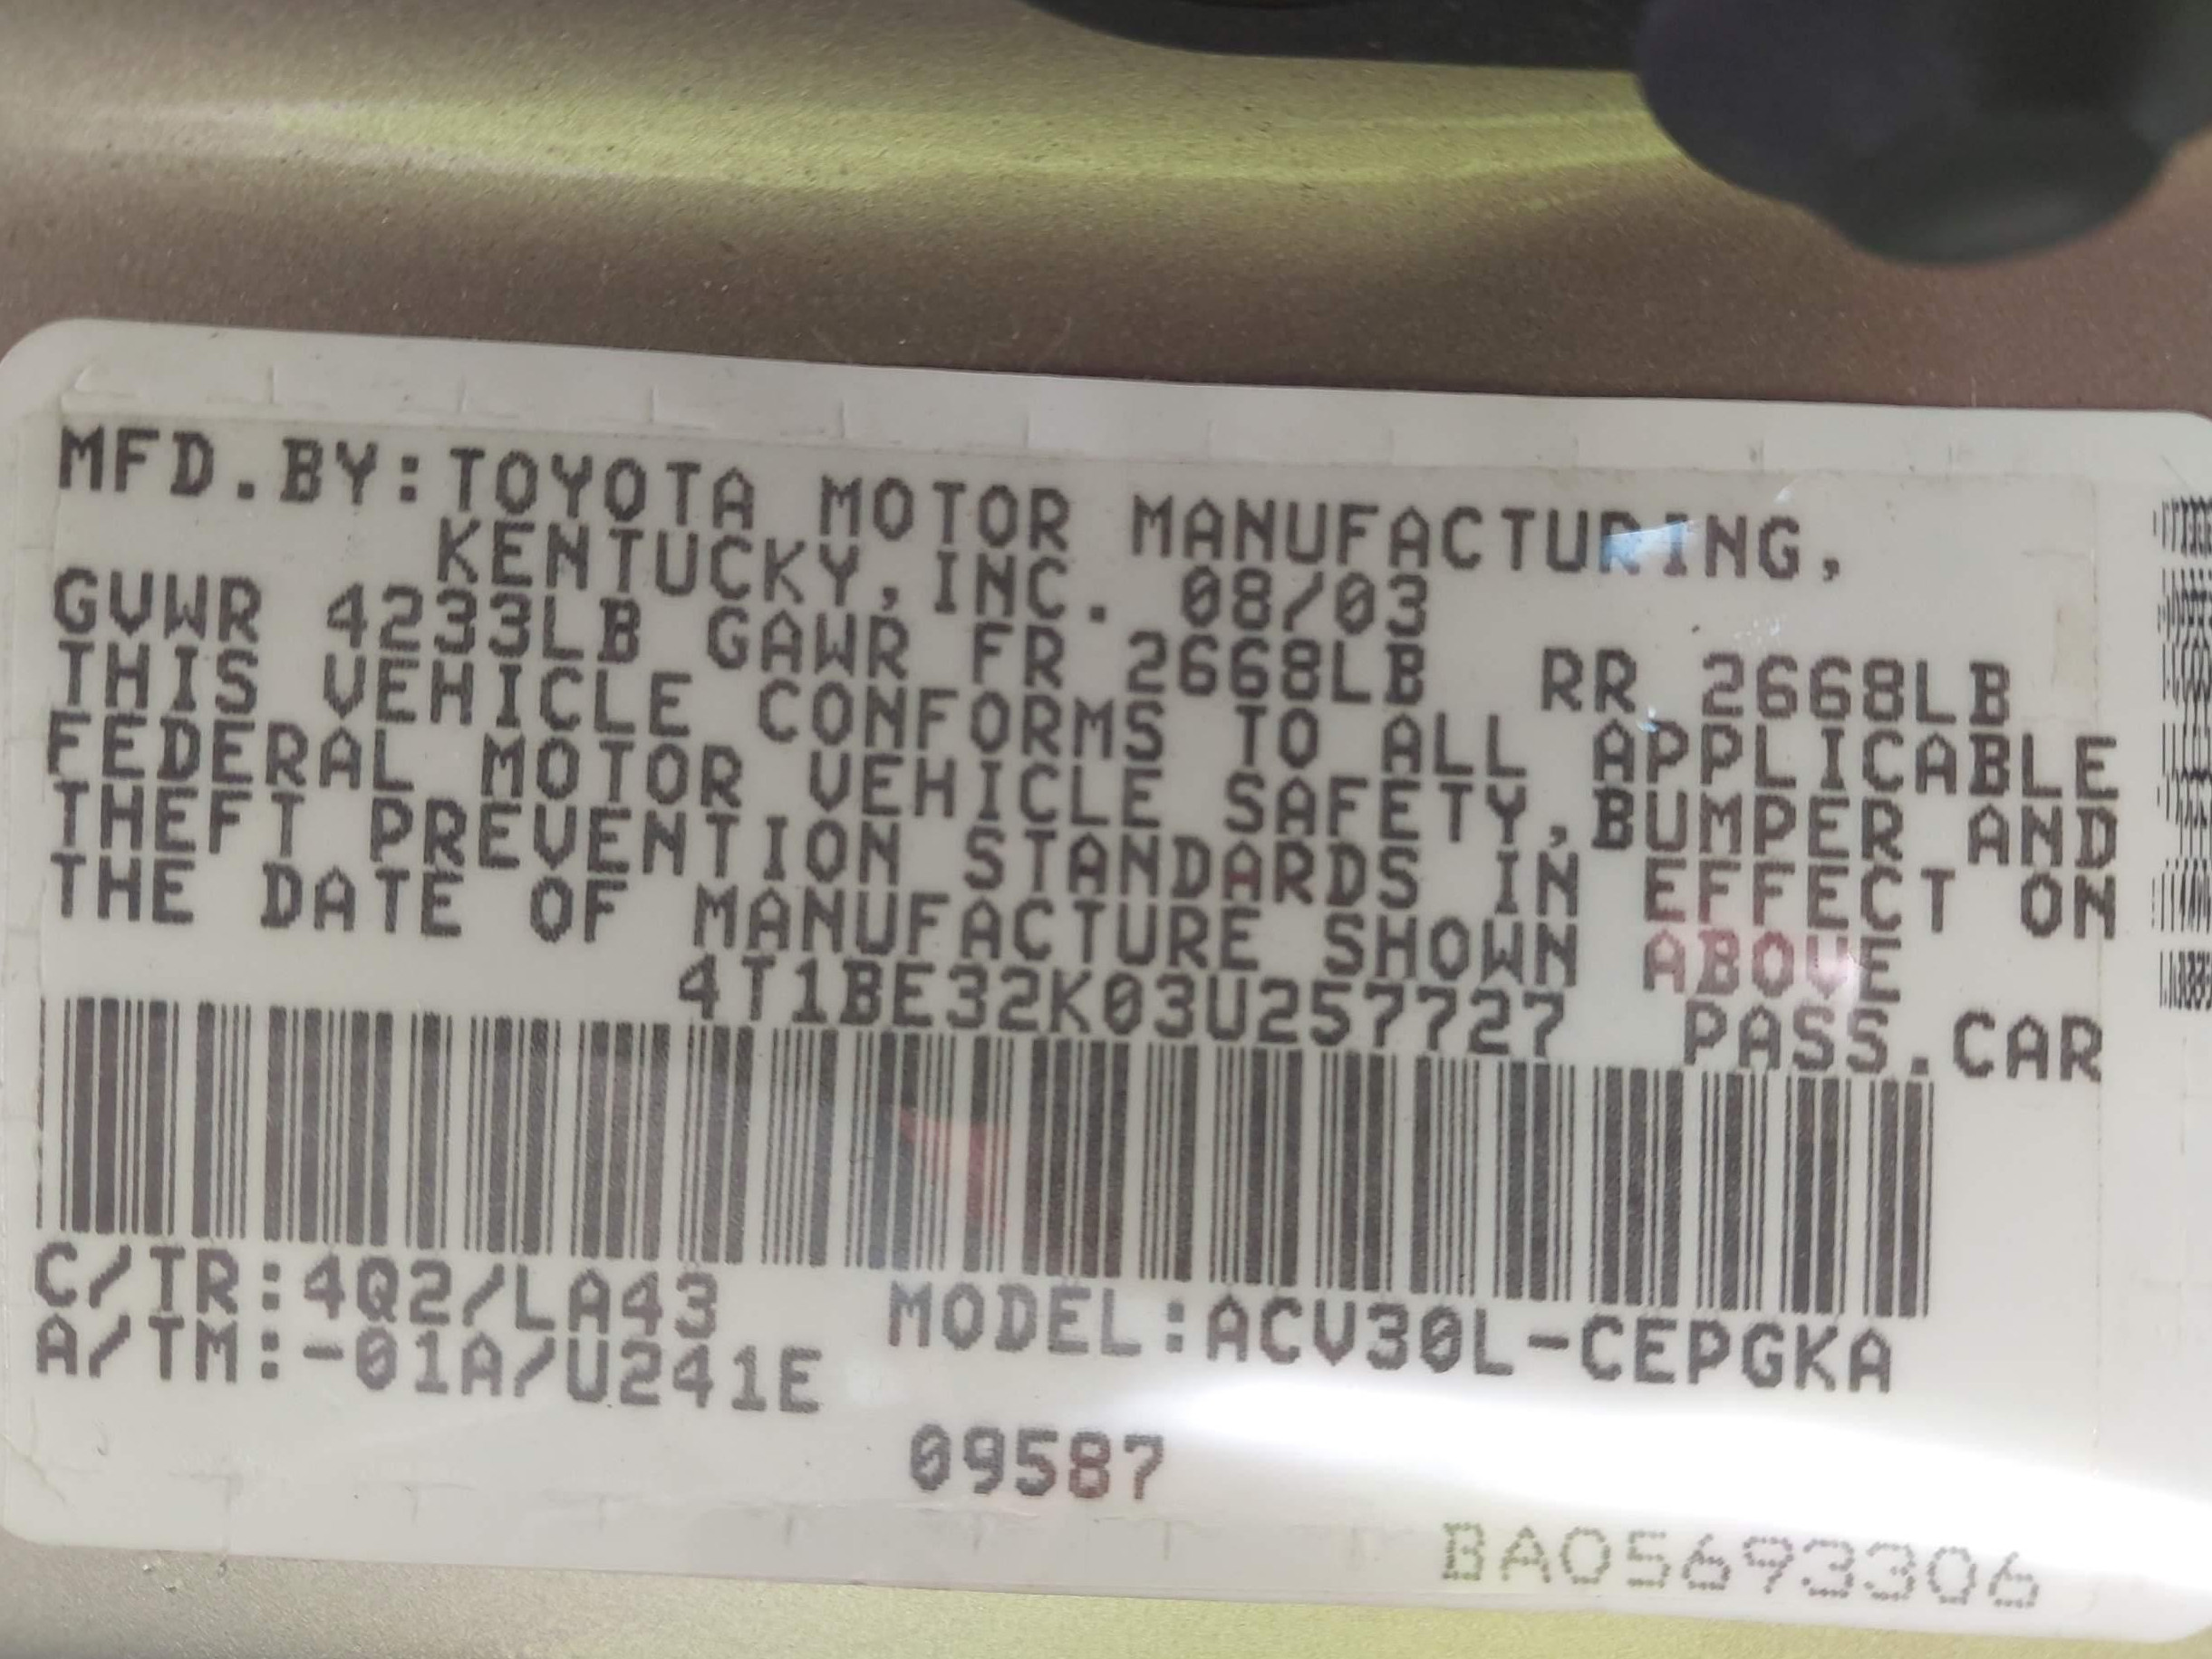 MFD.BY:TOYOTA MOTOR MANUFACTURING,
KENTUCKY,INC. 08/03
GVWR 4233LB GAWR FR 2668LB RR 2668LB
THIS VEHICLE CONFORMS TO ALL APPLICABLE
FEDERAL MOTOR VEHICLE SAFETY,BUMPER AND
THEFT PREVENTION STANDARDS IN EFFECT ON
THE DATE OF MANUFACTURE SHOWN ABOVE
4T1BE32K03U257727 PASS.CAR
C/TR:4Q2/LA43 MODEL:ACV30L-CEPGKA
A/TM:-01A/U241E
09587
BA05693306